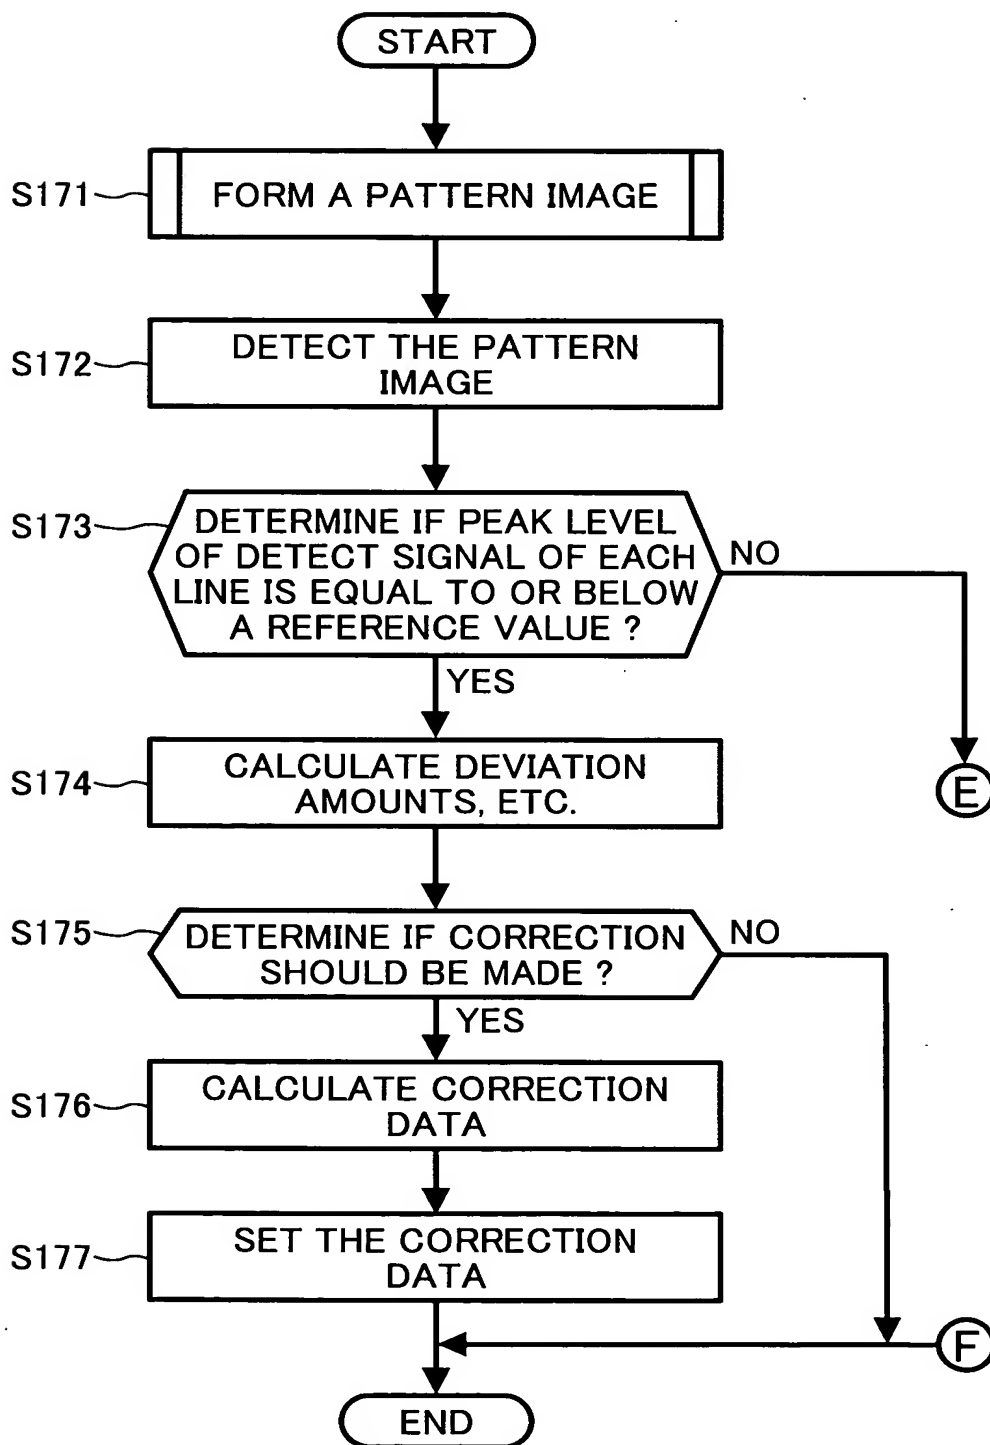 START
S171
FORM A PATTERN IMAGE
S172
DETECT THE PATTERN
IMAGE
S173
DETERMINE IF PEAK LEVEL
OF DETECT SIGNAL OF EACH
LINE IS EQUAL TO OR BELOW
A REFERENCE VALUE ?
NO
YES
S174
CALCULATE DEVIATION
AMOUNTS, ETC.
E
S175
DETERMINE IF CORRECTION
SHOULD BE MADE ?
NO
YES
S176
CALCULATE CORRECTION
DATA
S177
SET THE CORRECTION
DATA
F
END